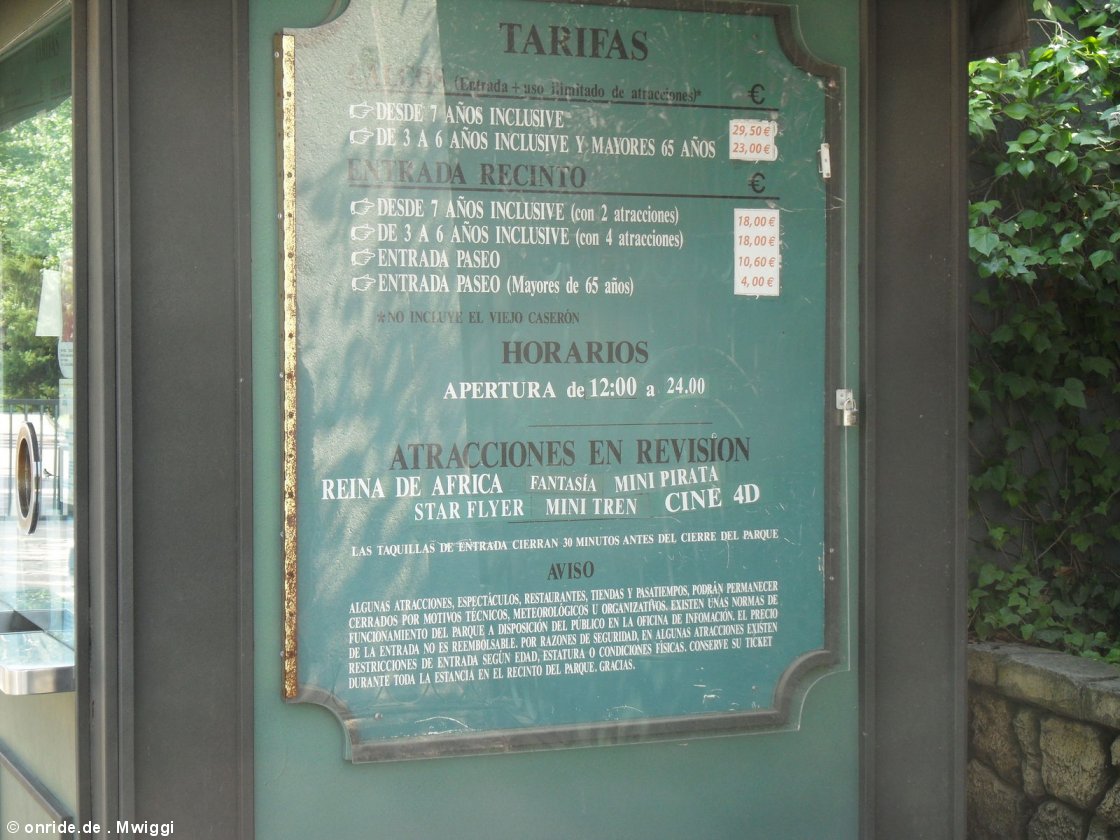 TARIFAS
(Entrada + uso ilimitado de atracciones)* €
DESDE 7 AÑOS INCLUSIVE 29,50 €
DE 3 A 6 AÑOS INCLUSIVE Y MAYORES 65 AÑOS 23,00 €
ENTRADA RECINTO €
DESDE 7 AÑOS INCLUSIVE (con 2 atracciones) 18,00 €
DE 3 A 6 AÑOS INCLUSIVE (con 4 atracciones) 18,00 €
ENTRADA PASEO 10,60 €
ENTRADA PASEO (Mayores de 65 años) 4,00 €
*NO INCLUYE EL VIEJO CASERÓN
HORARIOS
APERTURA de 12:00 a 24.00
ATRACCIONES EN REVISIÓN
REINA DE AFRICA FANTASÍA MINI PIRATA
STAR FLYER MINI TREN CINE 4D
LAS TAQUILLAS DE ENTRADA CIERRAN 30 MINUTOS ANTES DEL CIERRE DEL PARQUE
AVISO
ALGUNAS ATRACCIONES, ESPECTÁCULOS, RESTAURANTES, TIENDAS Y PASATIEMPOS, PODRÁN PERMANECER
CERRADOS POR MOTIVOS TÉCNICOS, METEOROLÓGICOS U ORGANIZATIVOS. EXISTEN UNAS NORMAS DE
FUNCIONAMIENTO DEL PARQUE A DISPOSICIÓN DEL PÚBLICO EN LA OFICINA DE INFOMACIÓN. EL PRECIO
DE LA ENTRADA NO ES REEMBOLSABLE. POR RAZONES DE SEGURIDAD, EN ALGUNAS ATRACCIONES EXISTEN
RESTRICCIONES DE ENTRADA SEGÚN EDAD, ESTATURA O CONDICIONES FÍSICAS. CONSERVE SU TICKET
DURANTE TODA LA ESTANCIA EN EL RECINTO DEL PARQUE. GRACIAS.
© onride.de . Mwiggi